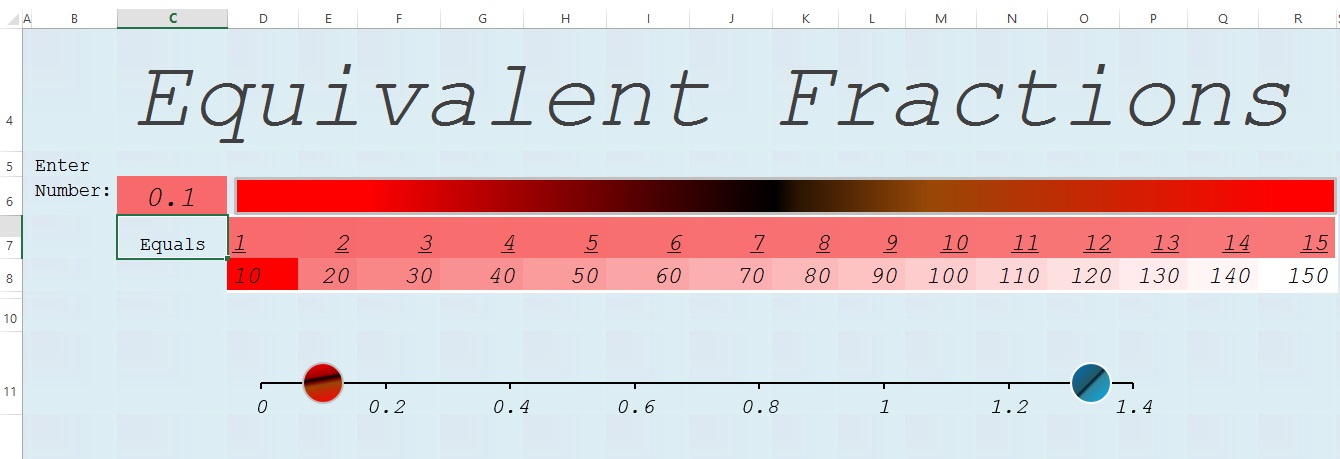 A B C D E F G H I J K L M N O P Q R
4 Equivalent Fractions
5 Enter
6 Number: 0.1
7 Equals 1 2 3 4 5 6 7 8 9 10 11 12 13 14 15
8 10 20 30 40 50 60 70 80 90 100 110 120 130 140 150
10
11
0 0.2 0.4 0.6 0.8 1 1.2 1.4